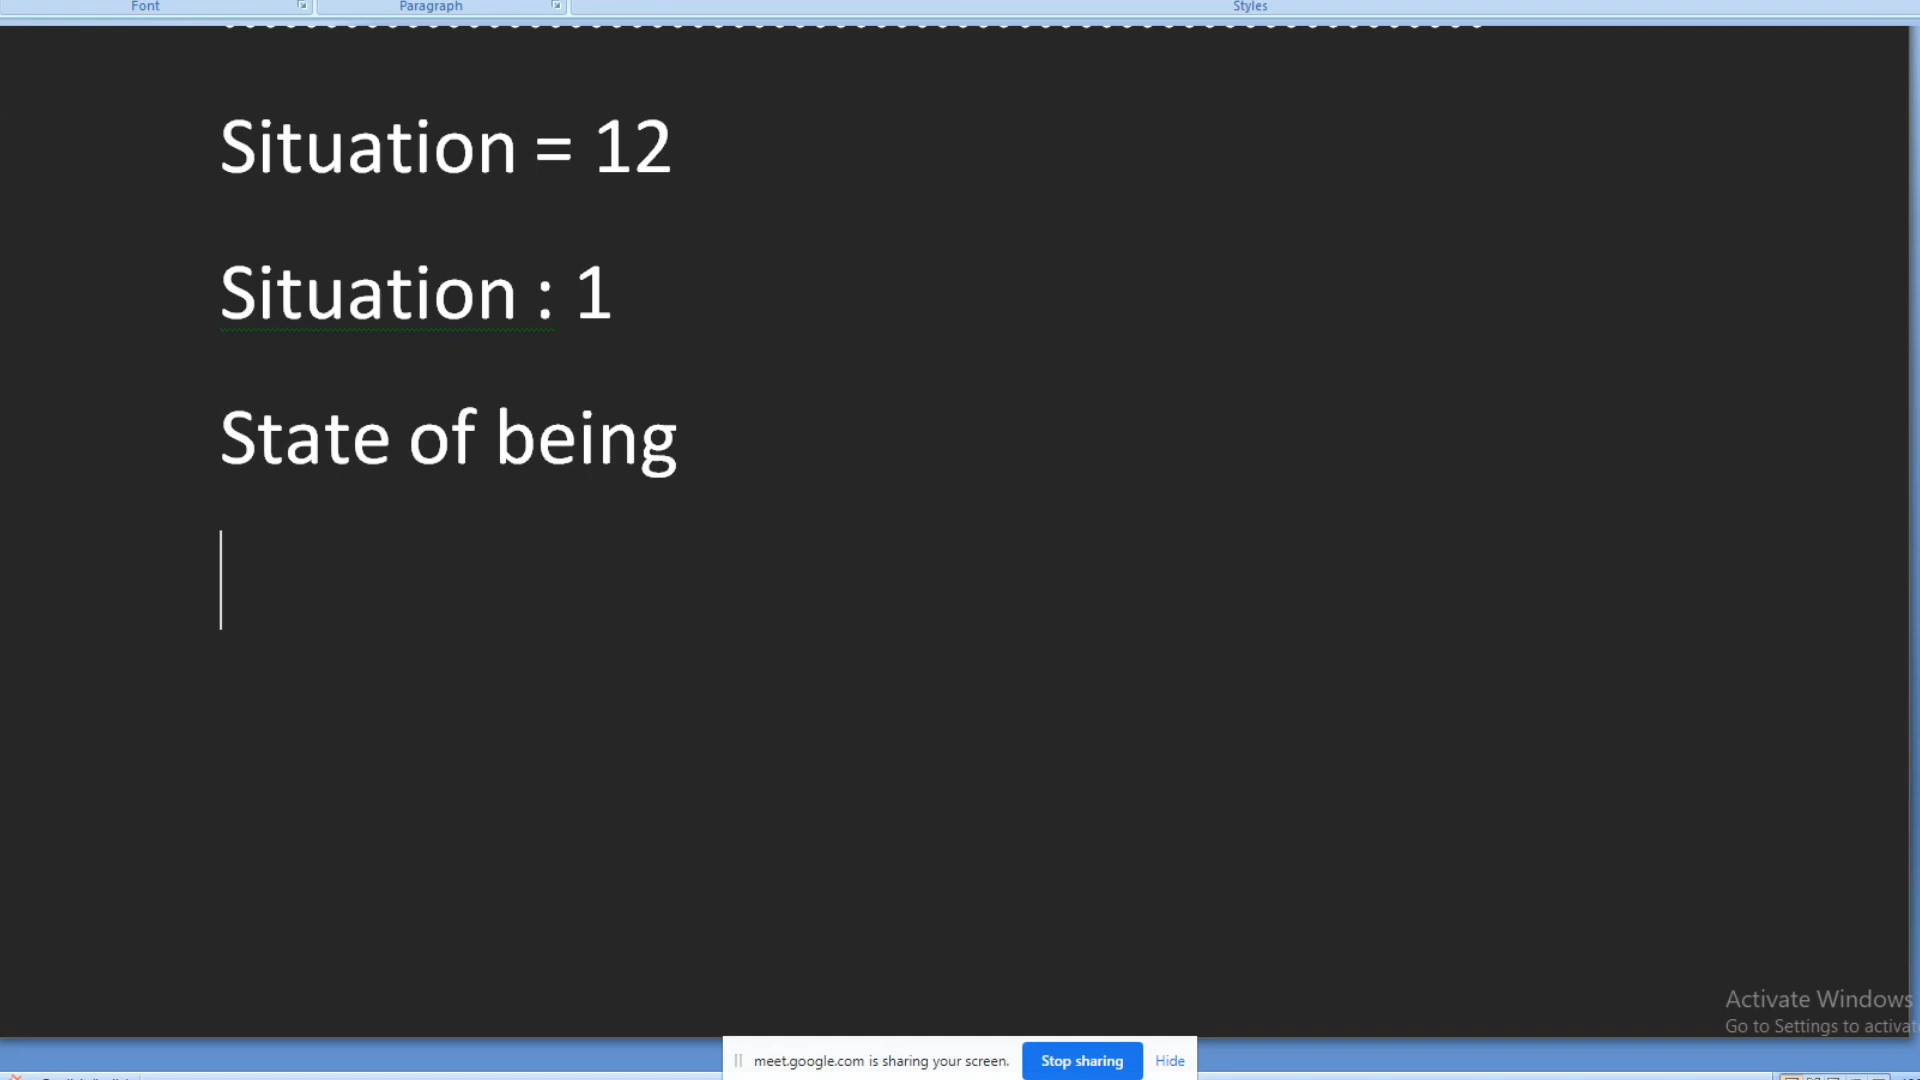 Font Paragraph Styles
Situation = 12
Situation : 1
State of being
Activate Windows
Go to Settings to activat
meet.google.com is sharing your screen. Stop sharing Hide